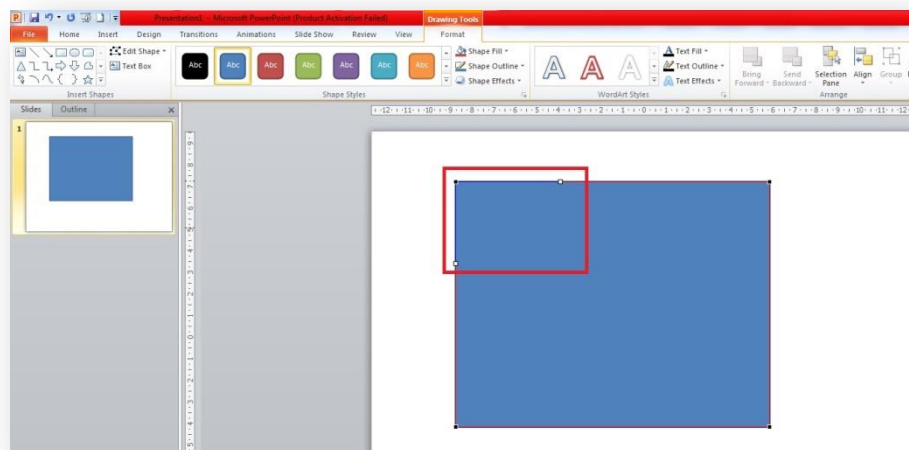 Presentation1 - Microsoft PowerPoint (Product Activation Failed)
Drawing Tools
File Home Insert Design Transitions Animations Slide Show Review View Format
Edit Shape
Text Box
Insert Shapes
Abc Abc Abc Abc Abc Abc Abc
Shape Styles
Shape Fill
Shape Outline
Shape Effects
A A A
WordArt Styles
Text Fill
Text Outline
Text Effects
Bring Forward
Send Backward
Selection Pane
Align
Group
Arrange
Slides Outline
1